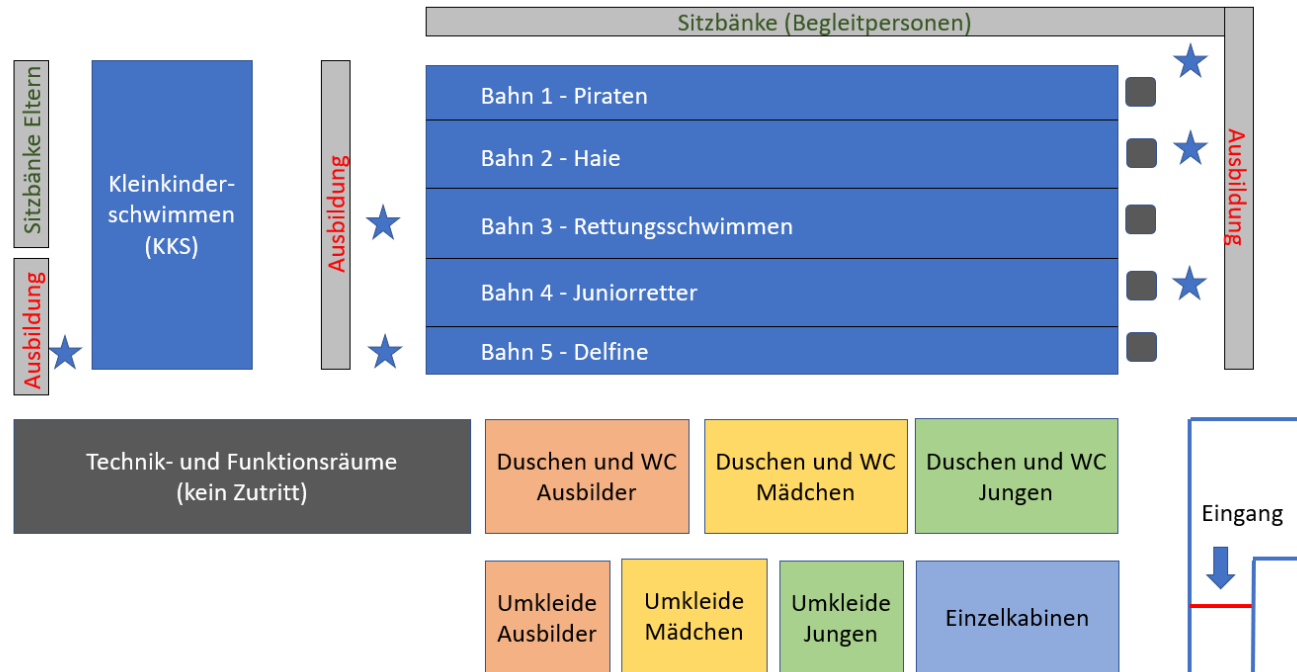 Sitzbänke (Begleitpersonen)
Sitzbänke Eltern
Ausbildung
Kleinkinder-
schwimmen
(KKS)
Ausbildung
Bahn 1 - Piraten
Bahn 2 - Haie
Bahn 3 - Rettungsschwimmen
Bahn 4 - Juniorretter
Bahn 5 - Delfine
Ausbildung
Technik- und Funktionsräume
(kein Zutritt)
Duschen und WC
Ausbilder
Duschen und WC
Mädchen
Duschen und WC
Jungen
Eingang
Umkleide
Ausbilder
Umkleide
Mädchen
Umkleide
Jungen
Einzelkabinen